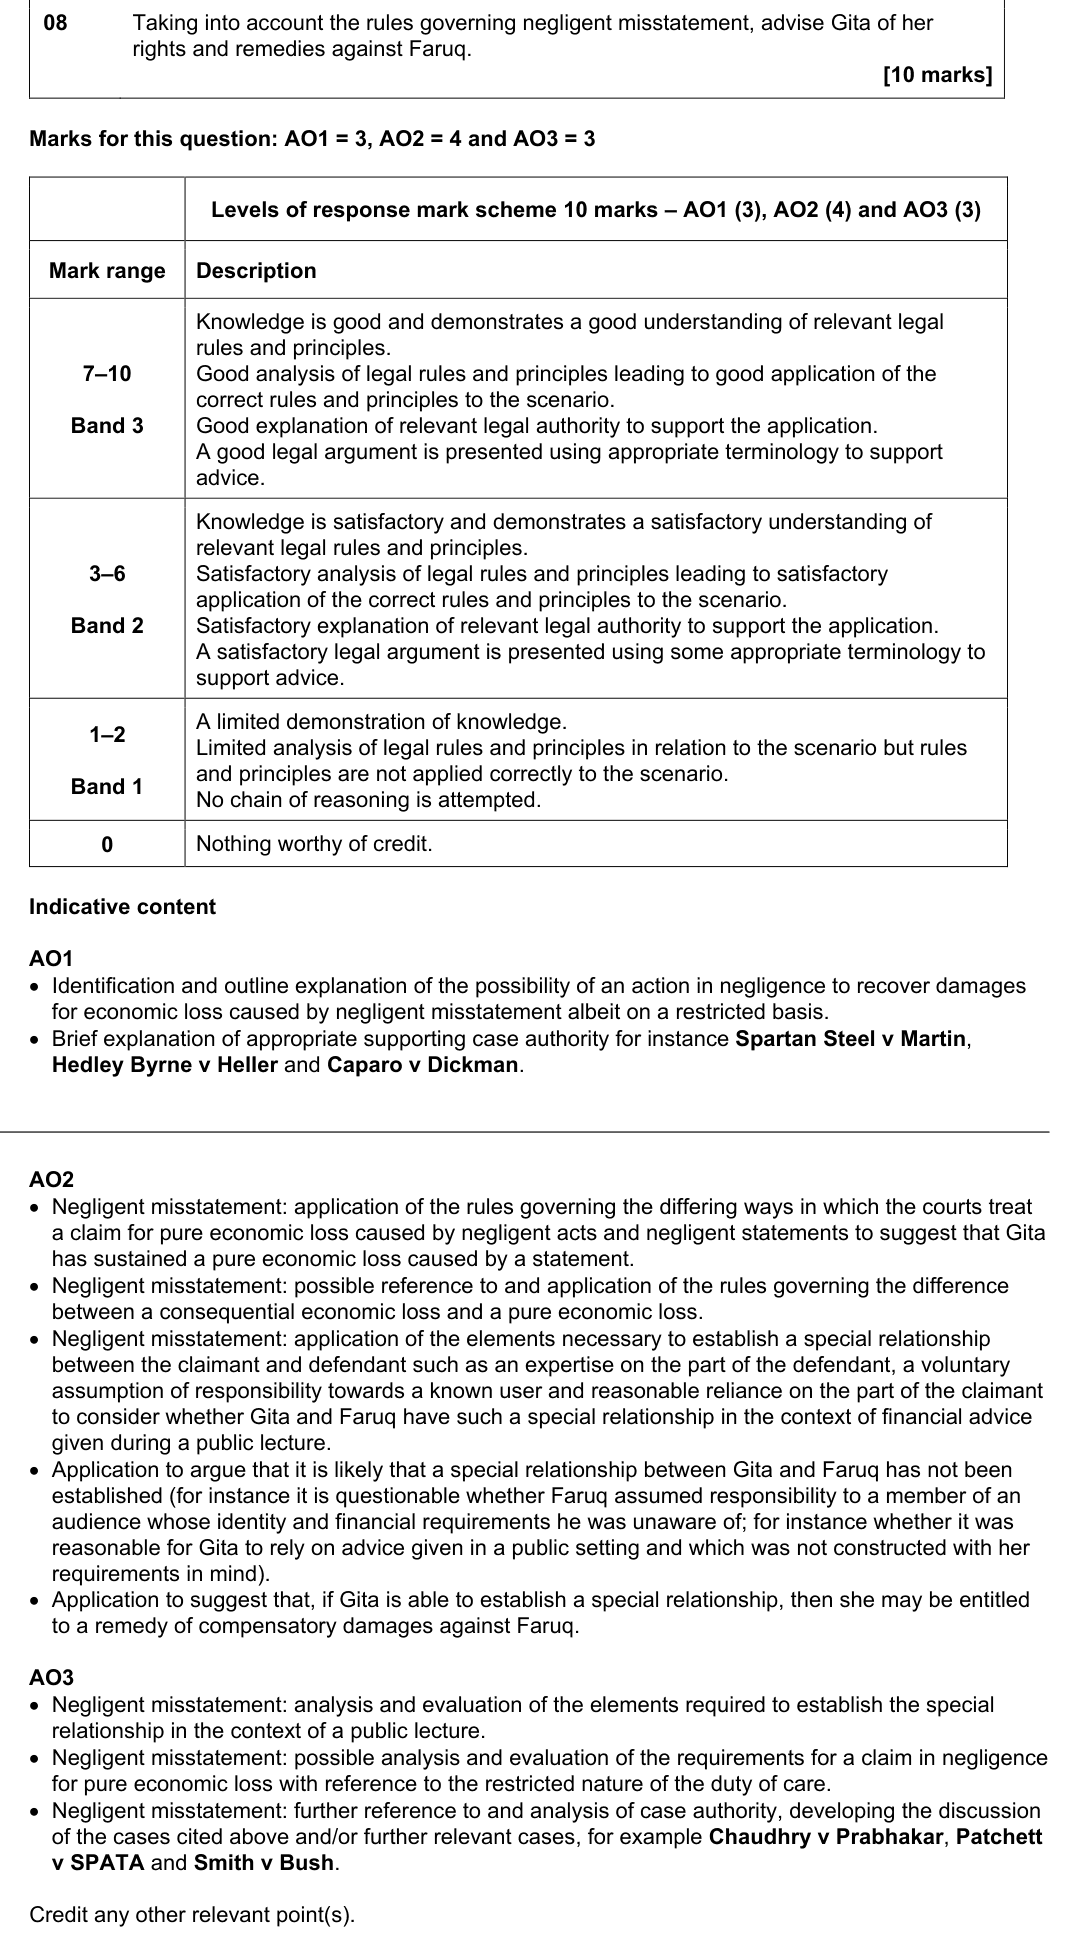 08 Taking into account the rules governing negligent misstatement, advise Gita of her
rights and remedies against Faruq.
[10 marks]
Marks for this question: AO1 = 3, AO2 = 4 and AO3 = 3
Levels of response mark scheme 10 marks – AO1 (3), AO2 (4) and AO3 (3)
Mark range Description
7–10
Band 3
Knowledge is good and demonstrates a good understanding of relevant legal
rules and principles.
Good analysis of legal rules and principles leading to good application of the
correct rules and principles to the scenario.
Good explanation of relevant legal authority to support the application.
A good legal argument is presented using appropriate terminology to support
advice.
3–6
Band 2
Knowledge is satisfactory and demonstrates a satisfactory understanding of
relevant legal rules and principles.
Satisfactory analysis of legal rules and principles leading to satisfactory
application of the correct rules and principles to the scenario.
Satisfactory explanation of relevant legal authority to support the application.
A satisfactory legal argument is presented using some appropriate terminology to
support advice.
1–2
Band 1
A limited demonstration of knowledge.
Limited analysis of legal rules and principles in relation to the scenario but rules
and principles are not applied correctly to the scenario.
No chain of reasoning is attempted.
0 Nothing worthy of credit.
Indicative content
AO1
• Identification and outline explanation of the possibility of an action in negligence to recover damages
for economic loss caused by negligent misstatement albeit on a restricted basis.
• Brief explanation of appropriate supporting case authority for instance Spartan Steel v Martin,
Hedley Byrne v Heller and Caparo v Dickman.
AO2
• Negligent misstatement: application of the rules governing the differing ways in which the courts treat
a claim for pure economic loss caused by negligent acts and negligent statements to suggest that Gita
has sustained a pure economic loss caused by a statement.
• Negligent misstatement: possible reference to and application of the rules governing the difference
between a consequential economic loss and a pure economic loss.
• Negligent misstatement: application of the elements necessary to establish a special relationship
between the claimant and defendant such as an expertise on the part of the defendant, a voluntary
assumption of responsibility towards a known user and reasonable reliance on the part of the claimant
to consider whether Gita and Faruq have such a special relationship in the context of financial advice
given during a public lecture.
• Application to argue that it is likely that a special relationship between Gita and Faruq has not been
established (for instance it is questionable whether Faruq assumed responsibility to a member of an
audience whose identity and financial requirements he was unaware of; for instance whether it was
reasonable for Gita to rely on advice given in a public setting and which was not constructed with her
requirements in mind).
• Application to suggest that, if Gita is able to establish a special relationship, then she may be entitled
to a remedy of compensatory damages against Faruq.
AO3
• Negligent misstatement: analysis and evaluation of the elements required to establish the special
relationship in the context of a public lecture.
• Negligent misstatement: possible analysis and evaluation of the requirements for a claim in negligence
for pure economic loss with reference to the restricted nature of the duty of care.
• Negligent misstatement: further reference to and analysis of case authority, developing the discussion
of the cases cited above and/or further relevant cases, for example Chaudhry v Prabhakar, Patchett
v SPATA and Smith v Bush.
Credit any other relevant point(s).